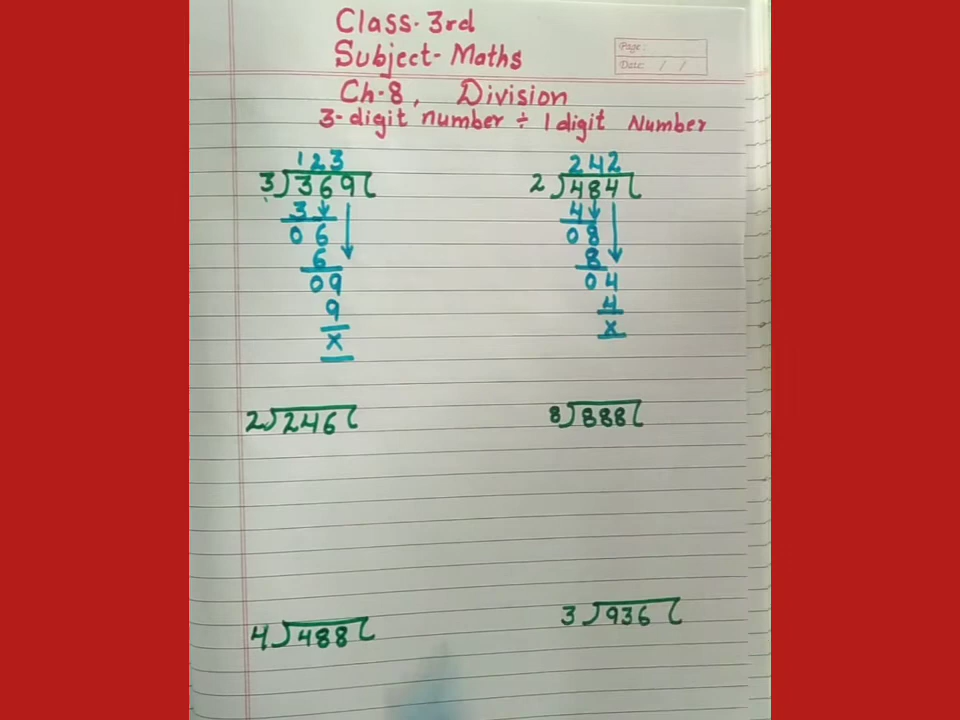 Class. 3rd
Subject- Maths
Page:
Date: / /
Ch-8, Division
3-digit number ÷ 1 digit Number
123
3)369(
3
06
6
09
9
x
242
2)484(
4
08
8
04
4
x
2)246(
8)888(
4)488(
3)936(